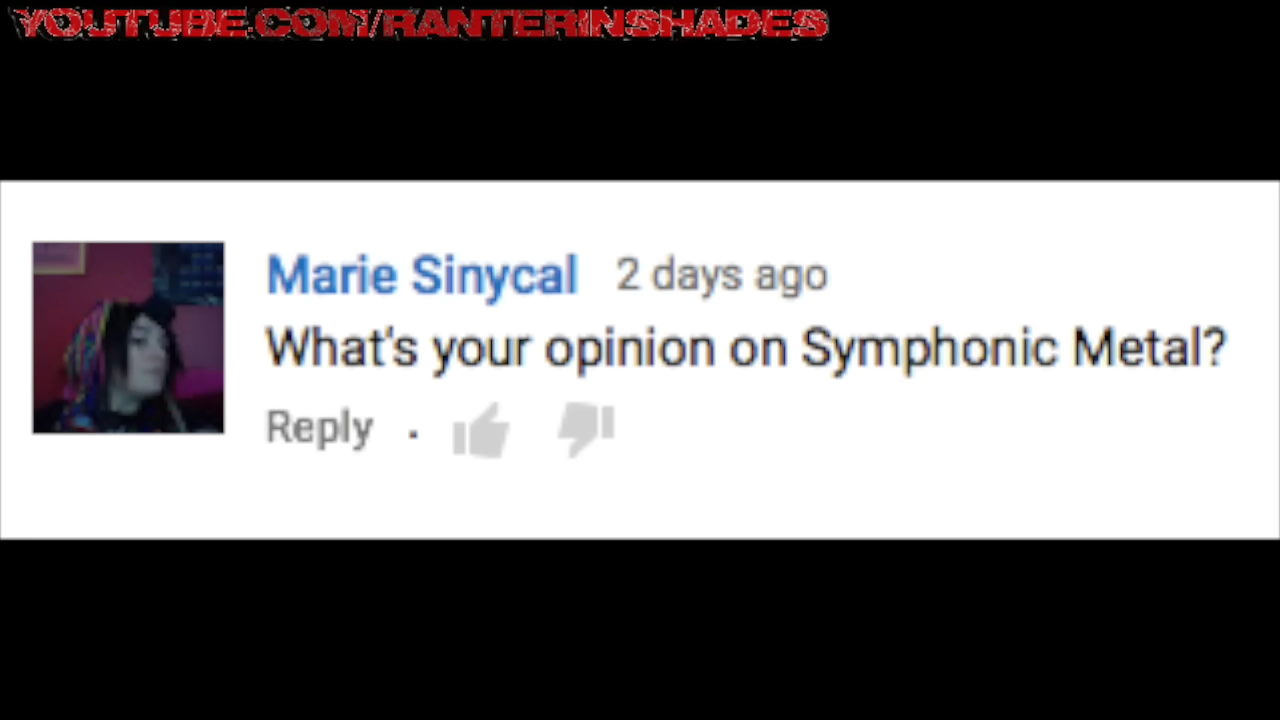 YOUTUBE.COM/RANTERINSHADES
Marie Sinycal 2 days ago
What's your opinion on Symphonic Metal?
Reply .